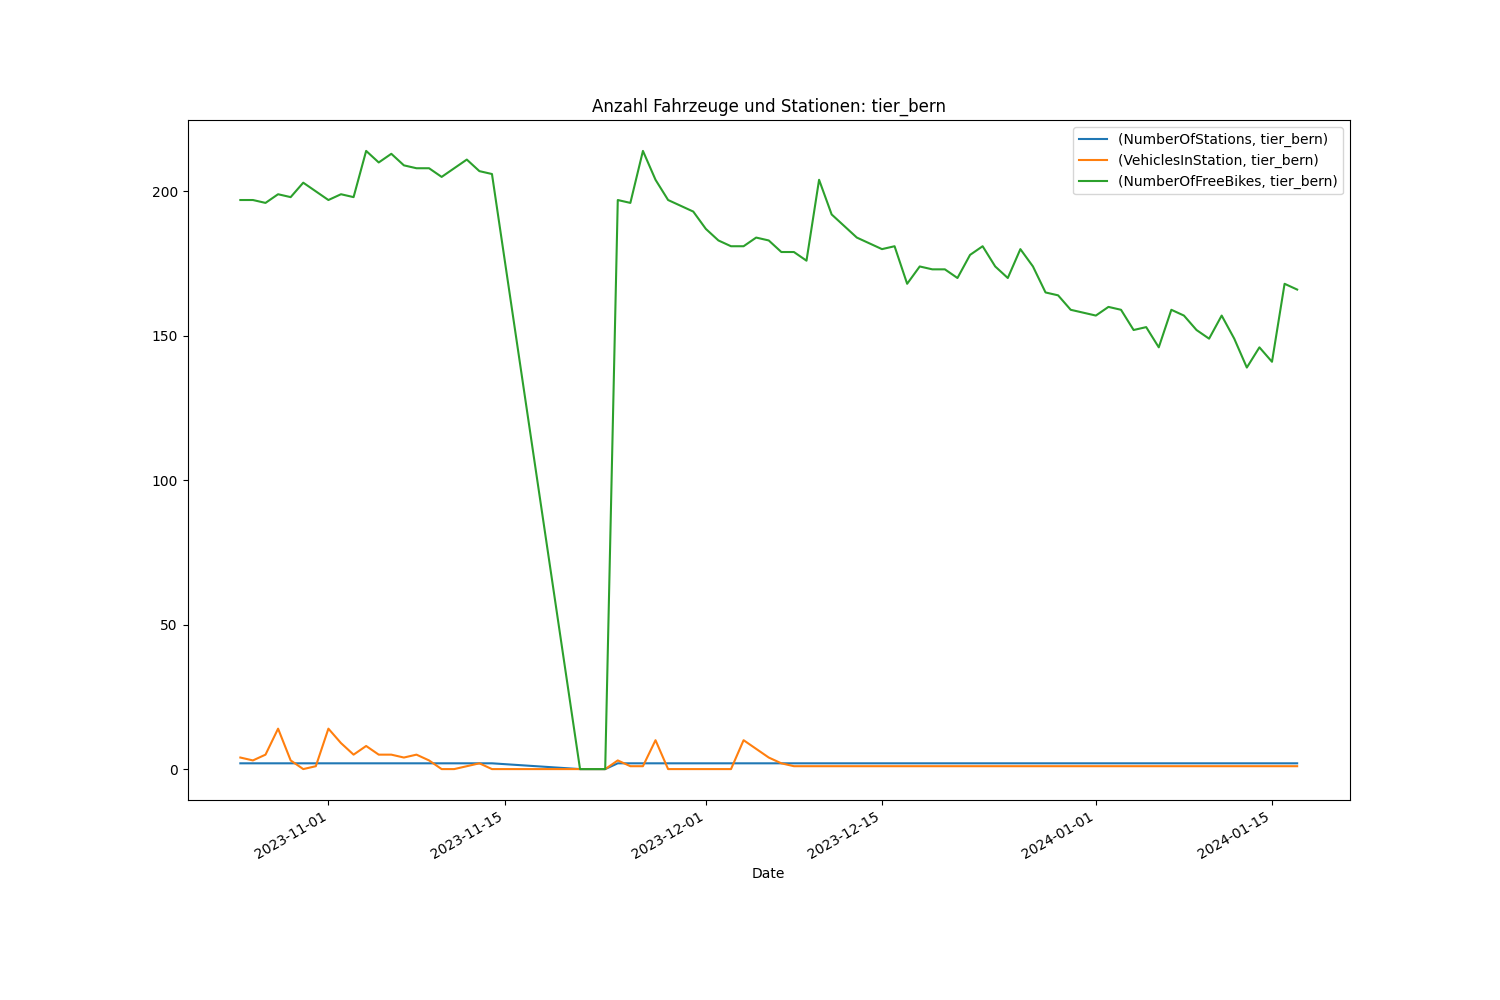 Anzahl Fahrzeuge und Stationen: tier_bern
(NumberOfStations, tier_bern)
(VehiclesInStation, tier_bern)
(NumberOfFreeBikes, tier_bern)
200
150
100
50
0
2023-11-01
2023-11-15
2023-12-01
2023-12-15
2024-01-01
2024-01-15
Date